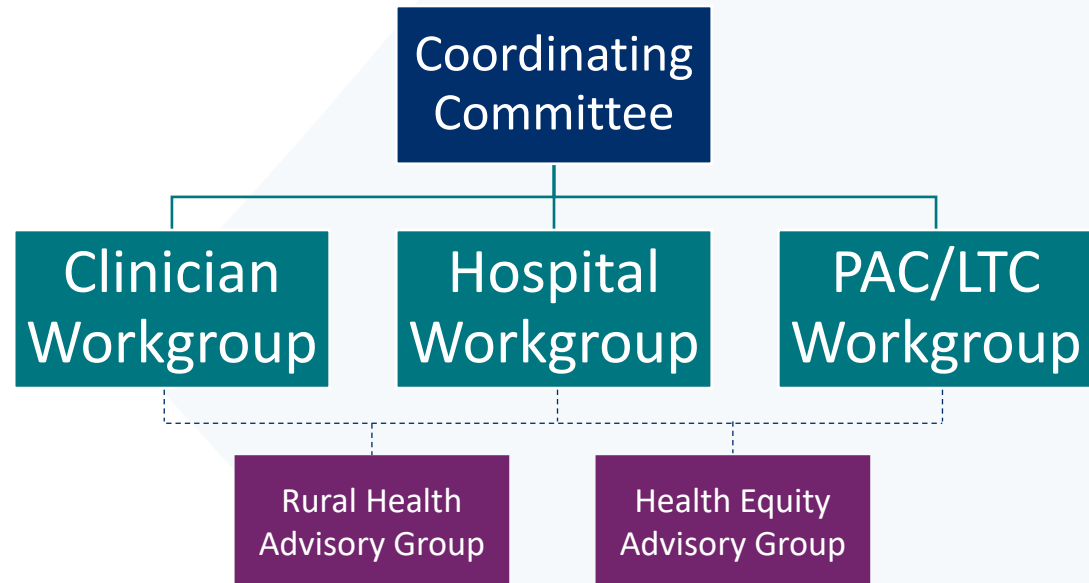 Coordinating
Committee
Clinician
Workgroup
Hospital
Workgroup
PAC/LTC
Workgroup
Rural Health
Advisory Group
Health Equity
Advisory Group